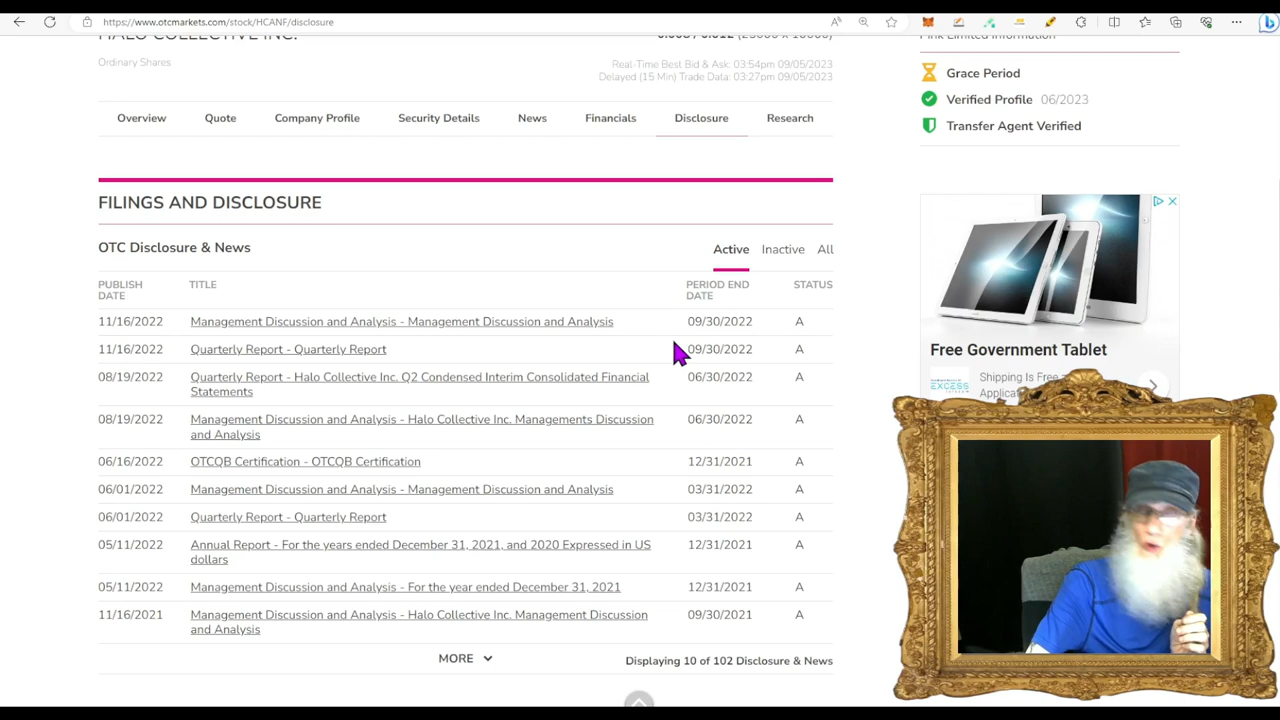 https://www.otcmarkets.com/stock/HCANF/disclosure
HALO COLLECTIVE INC.
0.003 / 0.012
Ordinary Shares
Real-Time Best Bid & Ask: 03:54pm 09/05/2023
Delayed (15 Min) Trade Data: 03:27pm 09/05/2023
Pink Limited Information
Grace Period
Verified Profile 06/2023
Transfer Agent Verified
Overview Quote Company Profile Security Details News Financials Disclosure Research
FILINGS AND DISCLOSURE
OTC Disclosure & News
Active Inactive All
PUBLISH DATE TITLE PERIOD END DATE STATUS
11/16/2022 Management Discussion and Analysis - Management Discussion and Analysis 09/30/2022 A
11/16/2022 Quarterly Report - Quarterly Report 09/30/2022 A
08/19/2022 Quarterly Report - Halo Collective Inc. Q2 Condensed Interim Consolidated Financial 06/30/2022 A
Statements
08/19/2022 Management Discussion and Analysis - Halo Collective Inc. Managements Discussion 06/30/2022 A
and Analysis
06/16/2022 OTCQB Certification - OTCQB Certification 12/31/2021 A
06/01/2022 Management Discussion and Analysis - Management Discussion and Analysis 03/31/2022 A
06/01/2022 Quarterly Report - Quarterly Report 03/31/2022 A
05/11/2022 Annual Report - For the years ended December 31, 2021, and 2020 Expressed in US 12/31/2021 A
dollars
05/11/2022 Management Discussion and Analysis - For the year ended December 31, 2021 12/31/2021 A
11/16/2021 Management Discussion and Analysis - Halo Collective Inc. Management Discussion 09/30/2021 A
and Analysis
MORE
Displaying 10 of 102 Disclosure & News
Free Government Tablet
EXCESS
Shipping Is Free